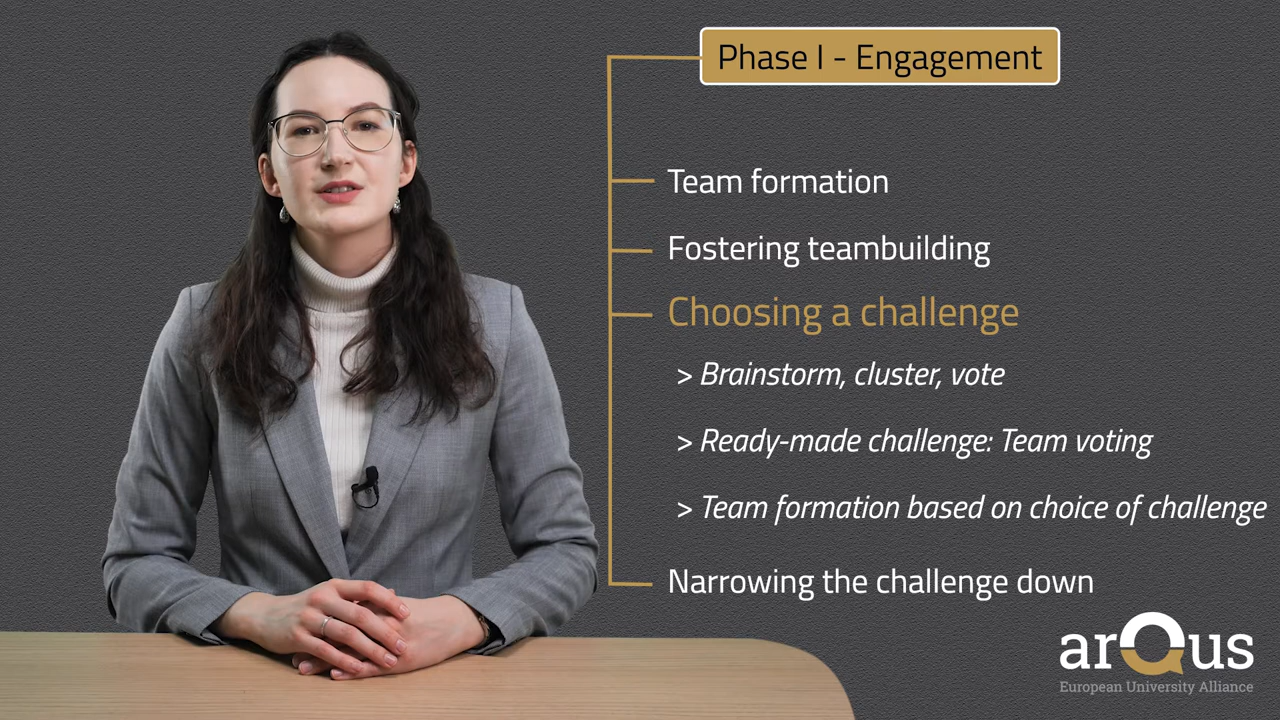 Phase I - Engagement
Team formation
Fostering teambuilding
Choosing a challenge
> Brainstorm, cluster, vote
> Ready-made challenge: Team voting
> Team formation based on choice of challenge
Narrowing the challenge down
arQus
European University Alliance